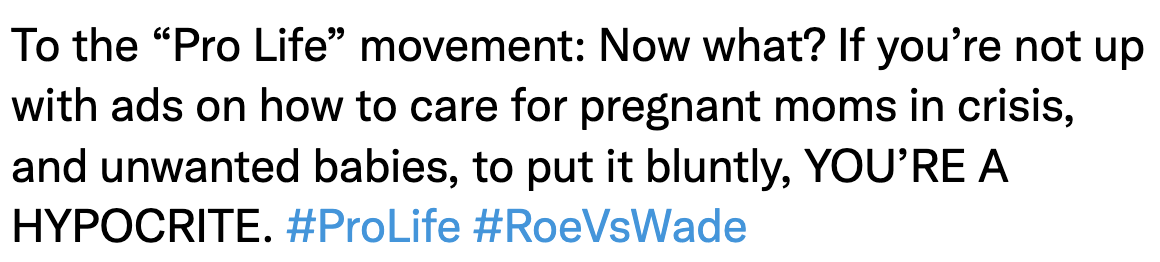 To the “Pro Life” movement: Now what? If you’re not up
with ads on how to care for pregnant moms in crisis,
and unwanted babies, to put it bluntly, YOU’RE A
HYPOCRITE. #ProLife #RoeVsWade